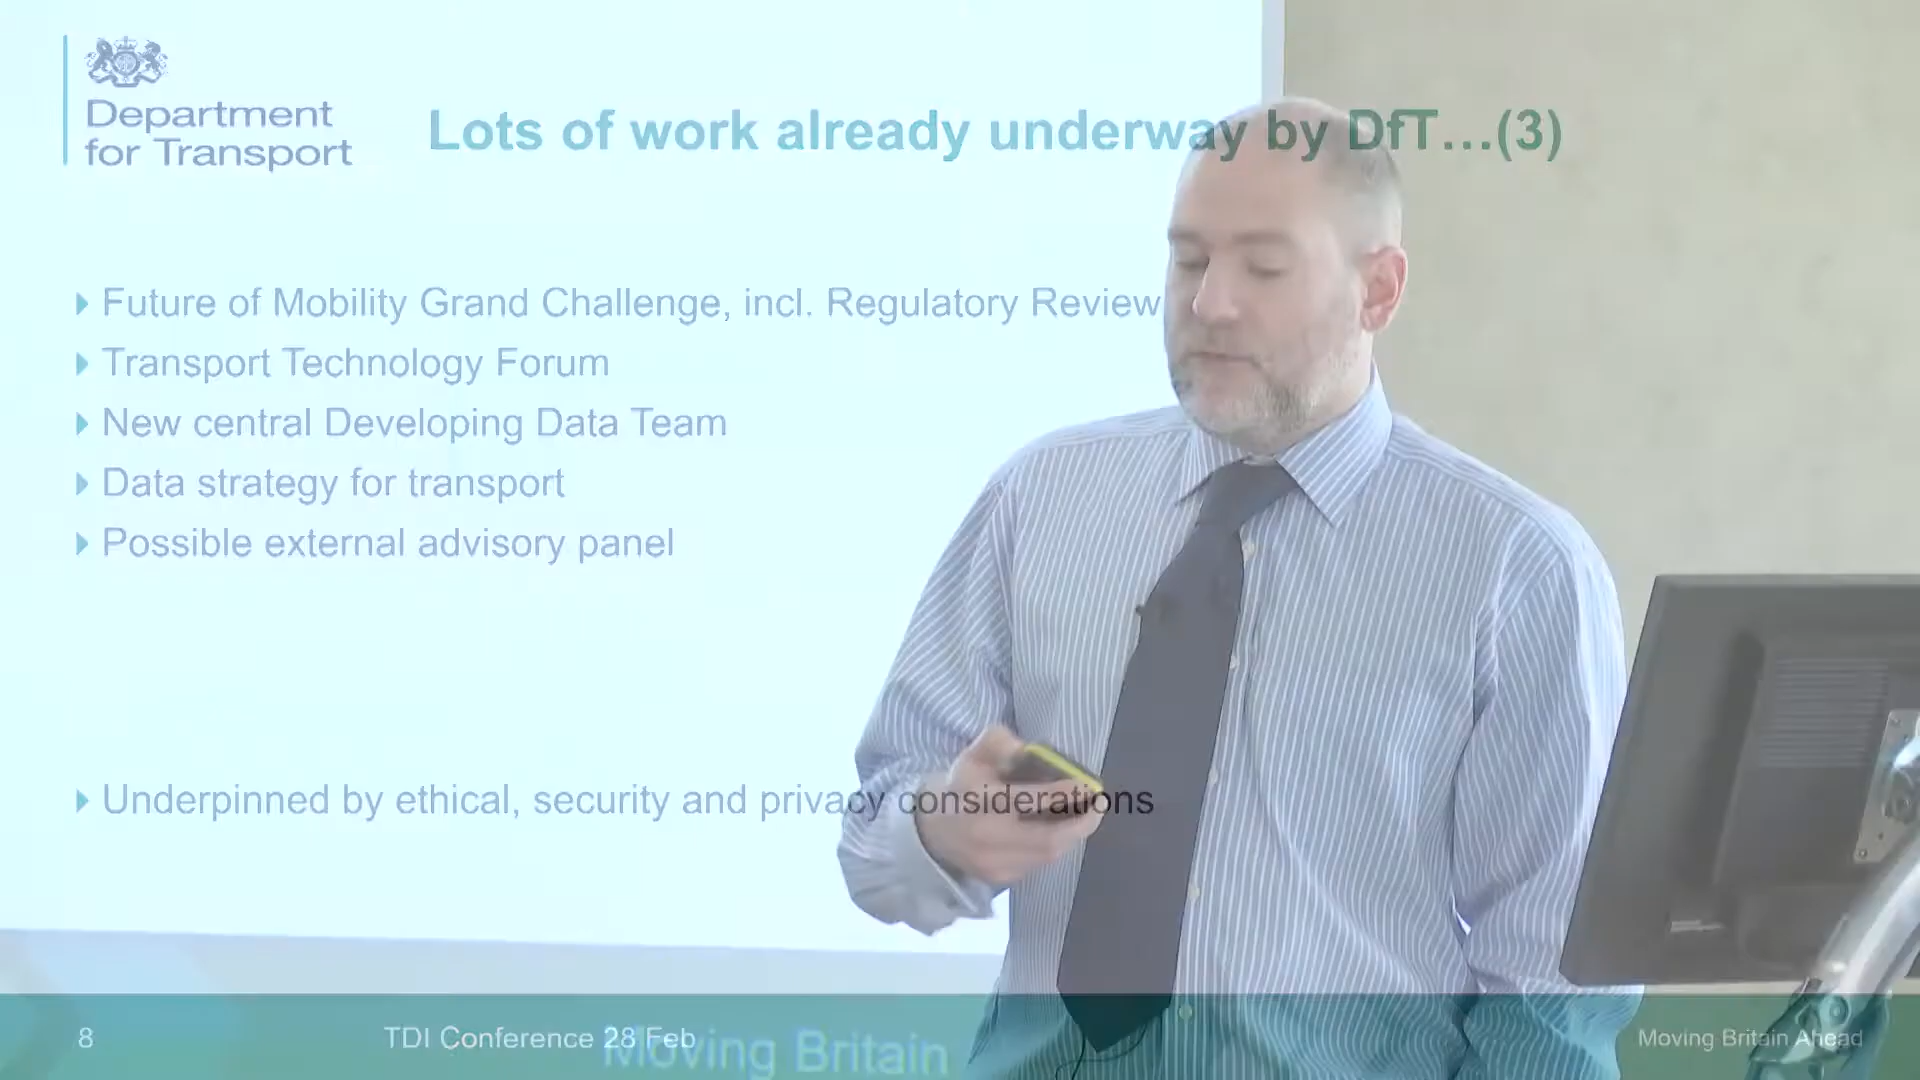 Department
for Transport
Lots of work already underway by DfT...(3)
Future of Mobility Grand Challenge, incl. Regulatory Review
Transport Technology Forum
New central Developing Data Team
Data strategy for transport
Possible external advisory panel
Underpinned by ethical, security and privacy considerations
8
TDI Conference 28 Feb
Moving Britain
Moving Britain Ahead